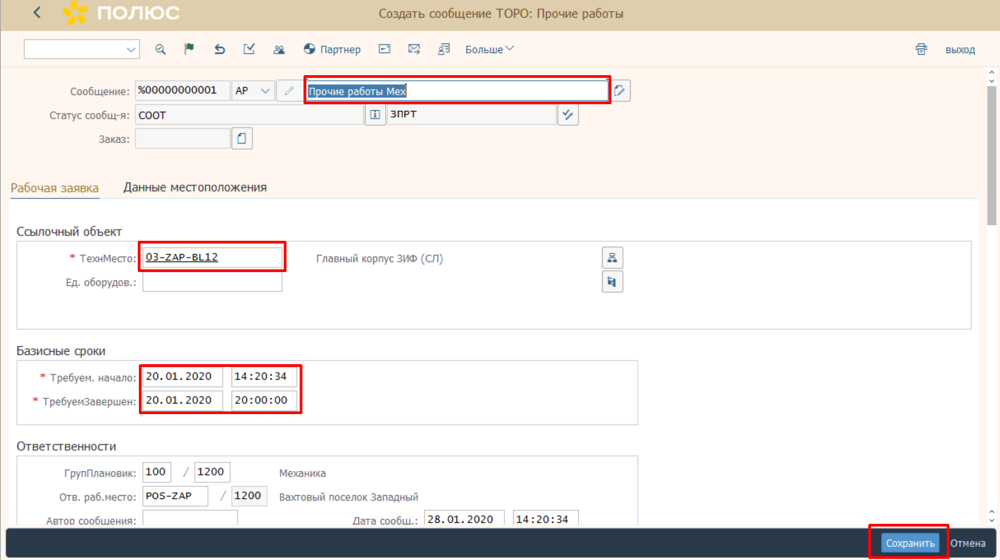 ПОЛЮС
Создать сообщение ТОРО: Прочие работы
Партнер Больше выход
Сообщение: %00000000001 AP Прочие работы Мех
Статус сообщ-я: СООТ ЗПРТ
Заказ:
Рабочая заявка Данные местоположения
Ссылочный объект
* ТехнМесто: 03-ZAP-BL12 Главный корпус ЗИФ (СЛ)
Ед. оборудов.:
Базисные сроки
* Требуем. начало: 20.01.2020 14:20:34
* ТребуемЗавершен: 20.01.2020 20:00:00
Ответственности
ГрупПлановик: 100 / 1200 Механика
Отв. раб.место: POS-ZAP / 1200 Вахтовый поселок Западный
Автор сообщения: Дата сообщ.: 28.01.2020 14:20:34
Сохранить Отмена